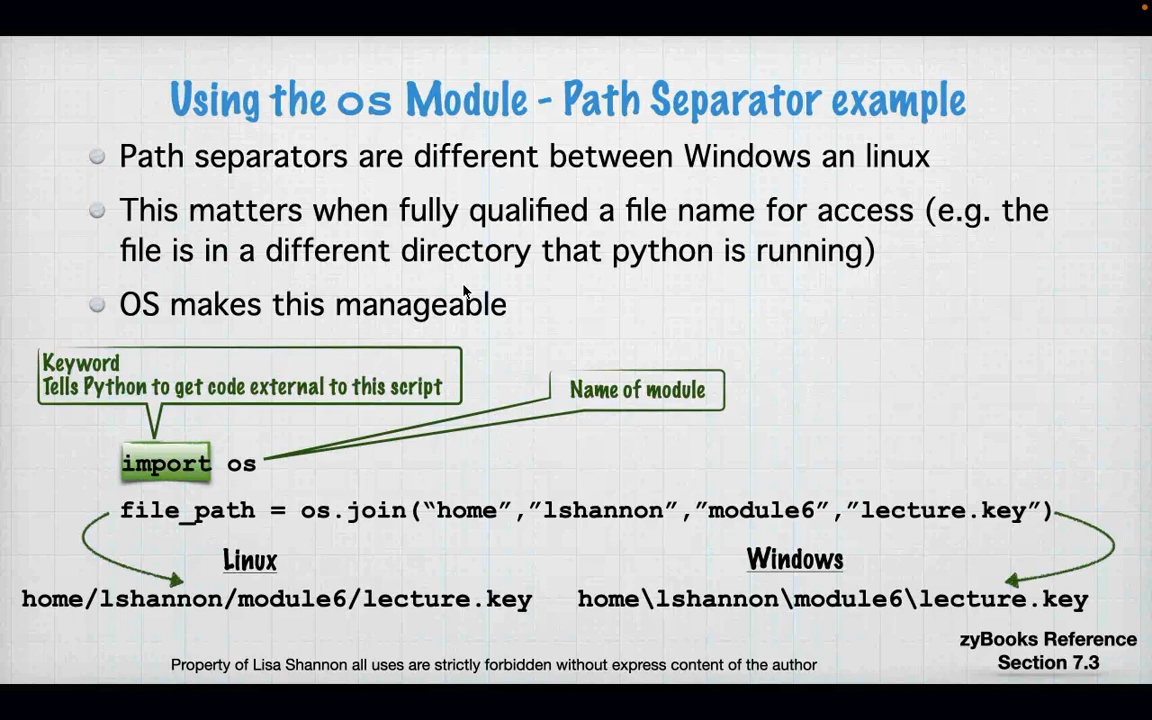 Using the os Module - Path Separator example
Path separators are different between Windows an linux
This matters when fully qualified a file name for access (e.g. the
file is in a different directory that python is running)
OS makes this manageable
Keyword
Tells Python to get code external to this script
Name of module
import os
file_path = os.join(“home”,”lshannon”,”module6”,”lecture.key”)
Linux
Windows
home/lshannon/module6/lecture.key
home\lshannon\module6\lecture.key
zyBooks Reference
Section 7.3
Property of Lisa Shannon all uses are strictly forbidden without express content of the author